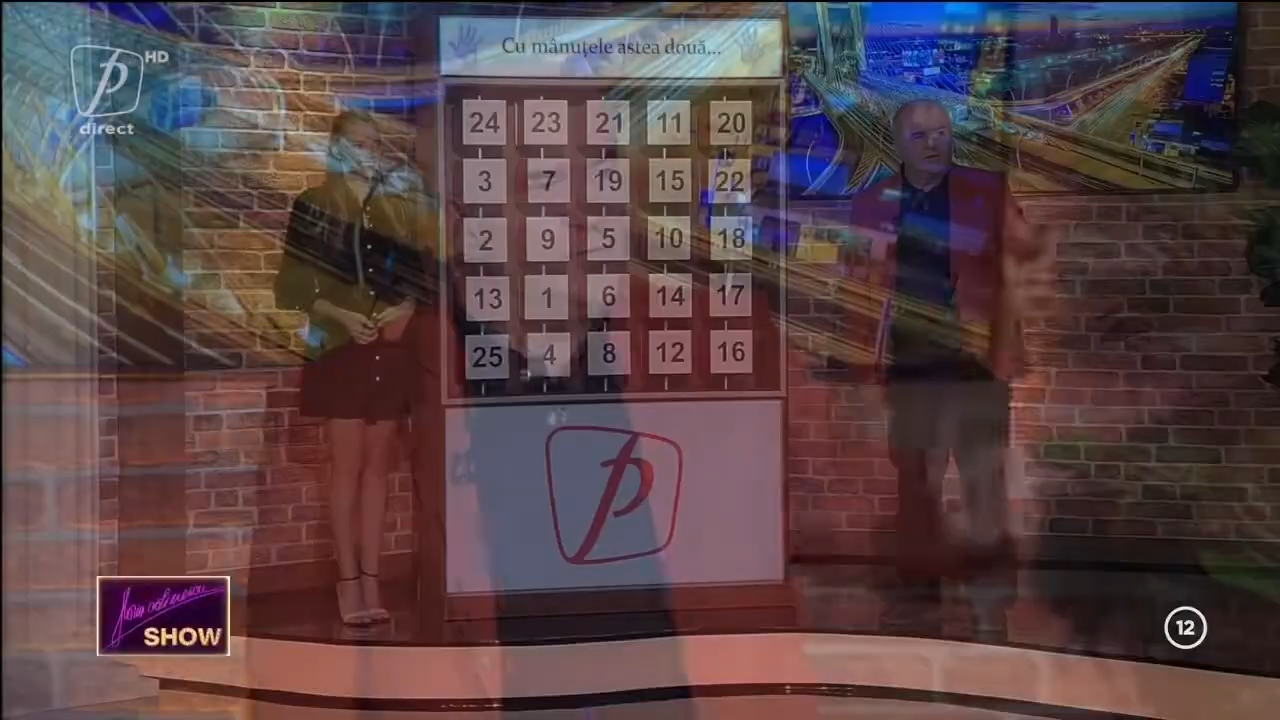 HD
direct
Cu mânuțele astea două...
24 23 21 11 20
3 7 19 15 22
2 9 5 10 18
13 1 6 14 17
25 4 8 12 16
p
SHOW
12